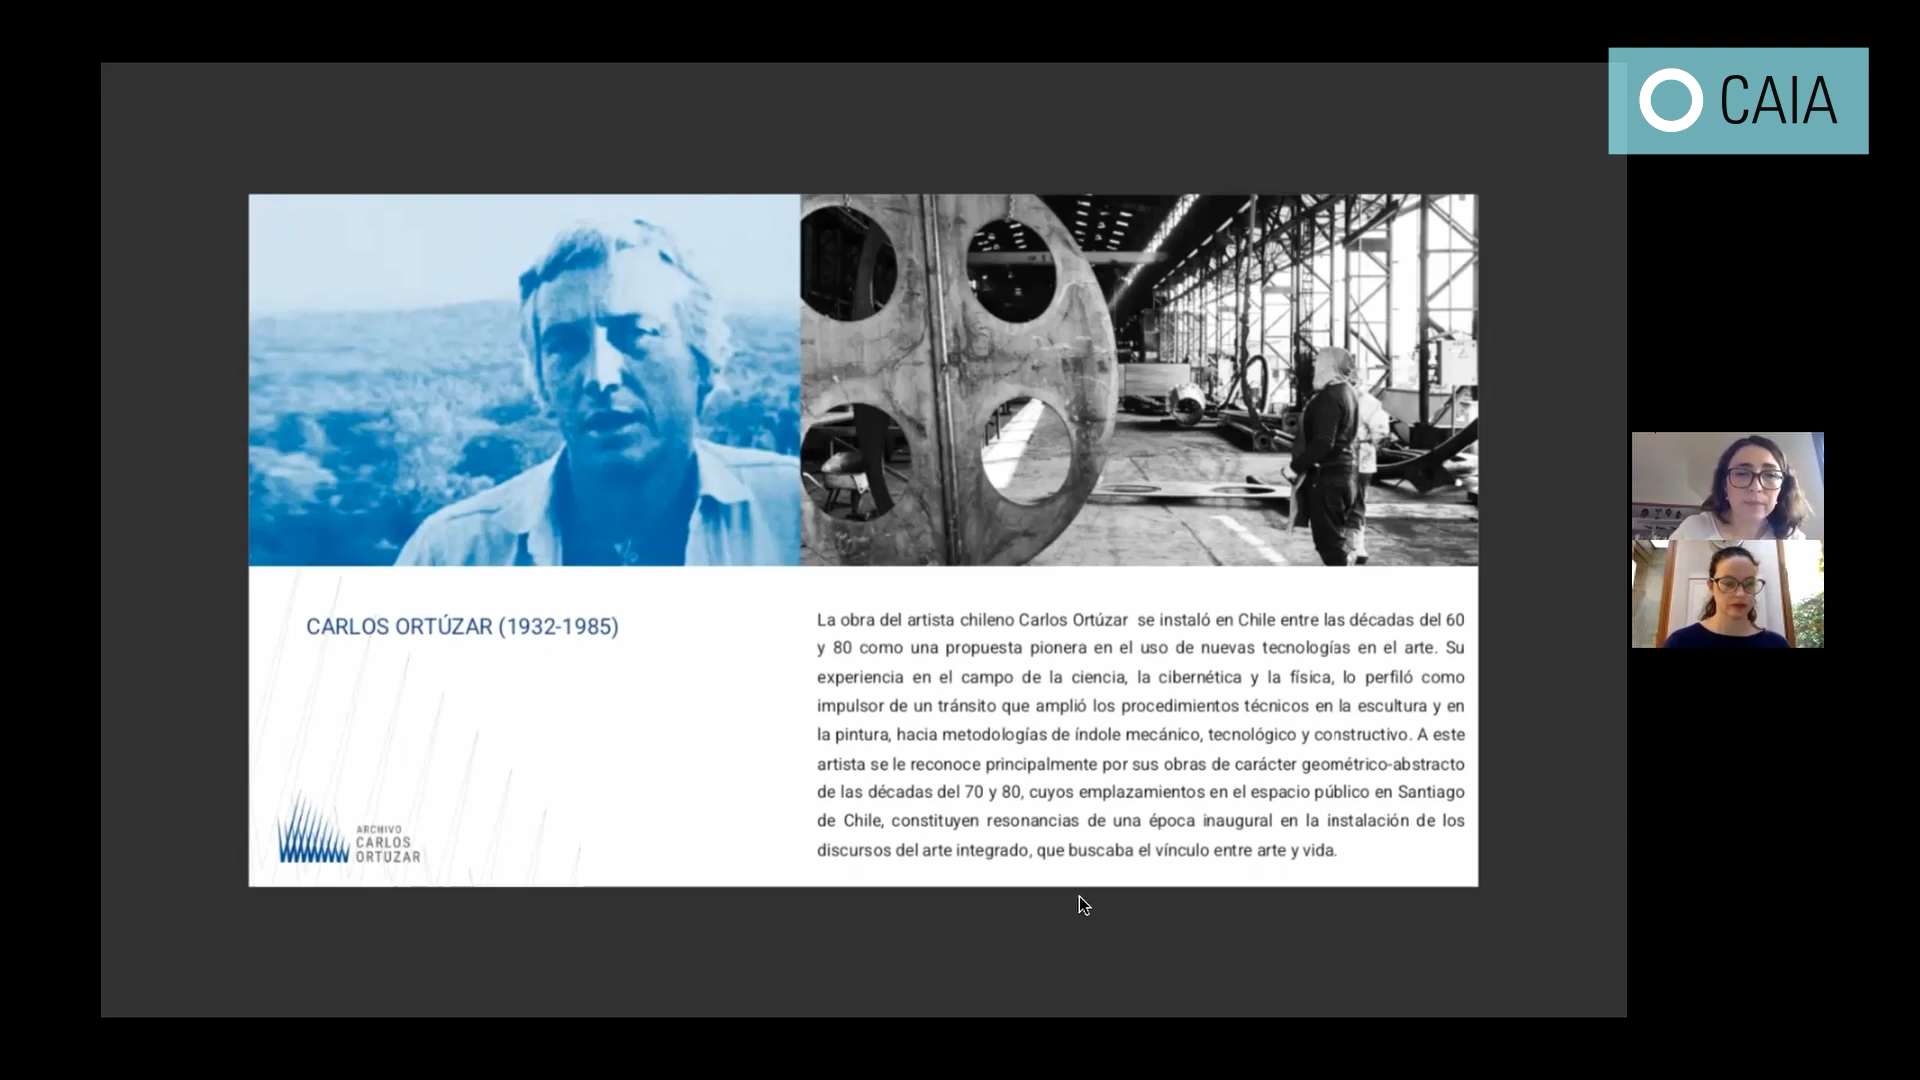 CAIA
CARLOS ORTÚZAR (1932-1985)
La obra del artista chileno Carlos Ortúzar se instaló en Chile entre las décadas del 60
y 80 como una propuesta pionera en el uso de nuevas tecnologías en el arte. Su
experiencia en el campo de la ciencia, la cibernética y la física, lo perfiló como
impulsor de un tránsito que amplió los procedimientos técnicos en la escultura y en
la pintura, hacia metodologías de índole mecánico, tecnológico y constructivo. A este
artista se le reconoce principalmente por sus obras de carácter geométrico-abstracto
de las décadas del 70 y 80, cuyos emplazamientos en el espacio público en Santiago
de Chile, constituyen resonancias de una época inaugural en la instalación de los
discursos del arte integrado, que buscaba el vínculo entre arte y vida.
ARCHIVO
CARLOS
ORTUZAR